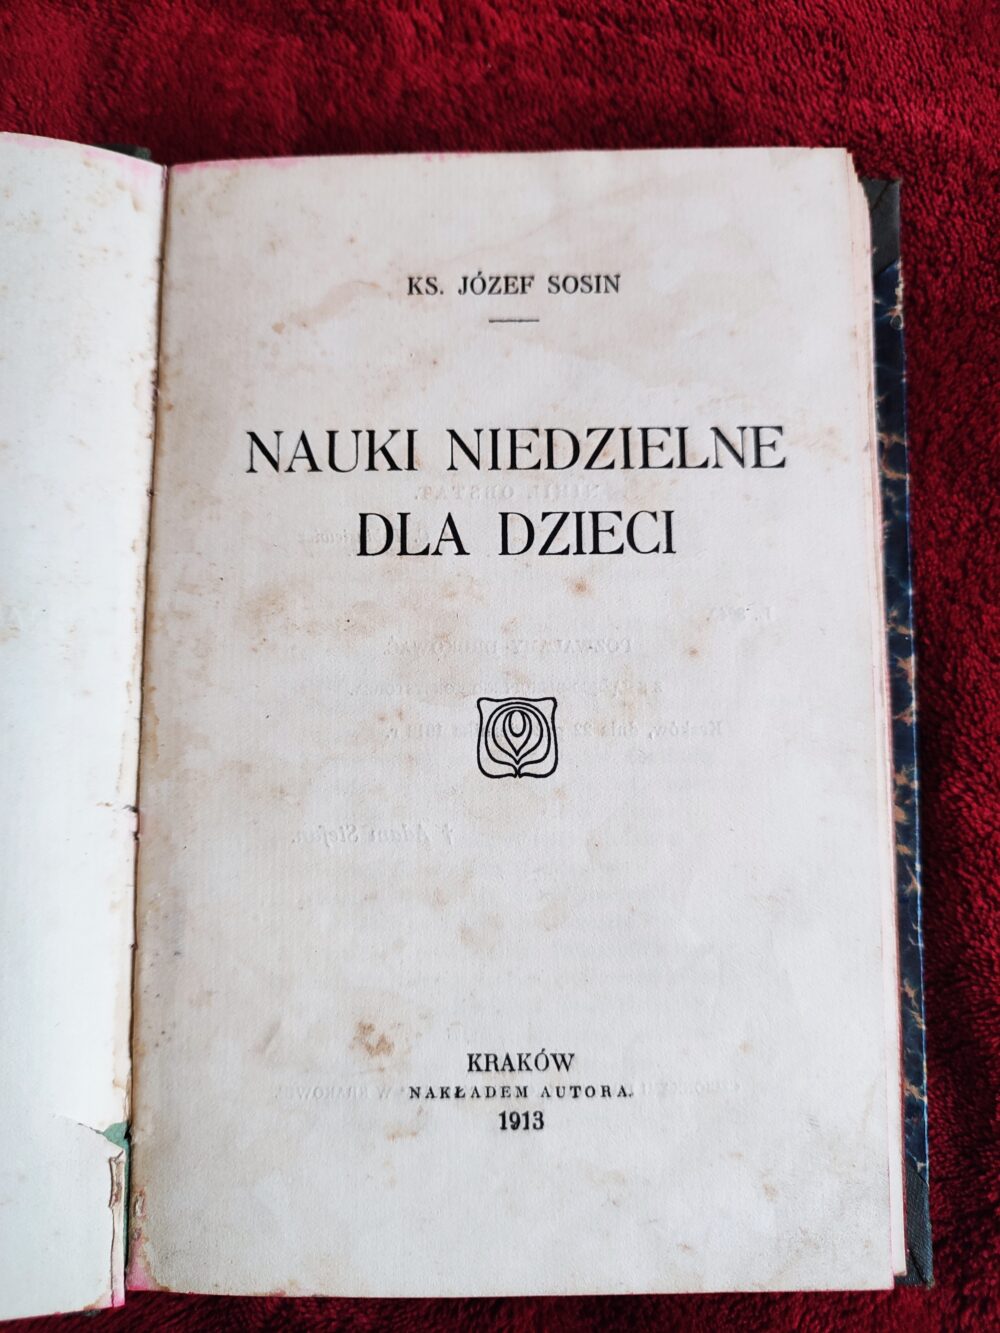 KS. JÓZEF SOSIN
NAUKI NIEDZIELNE
DLA DZIECI
KRAKÓW
NAKŁADEM AUTORA.
1913